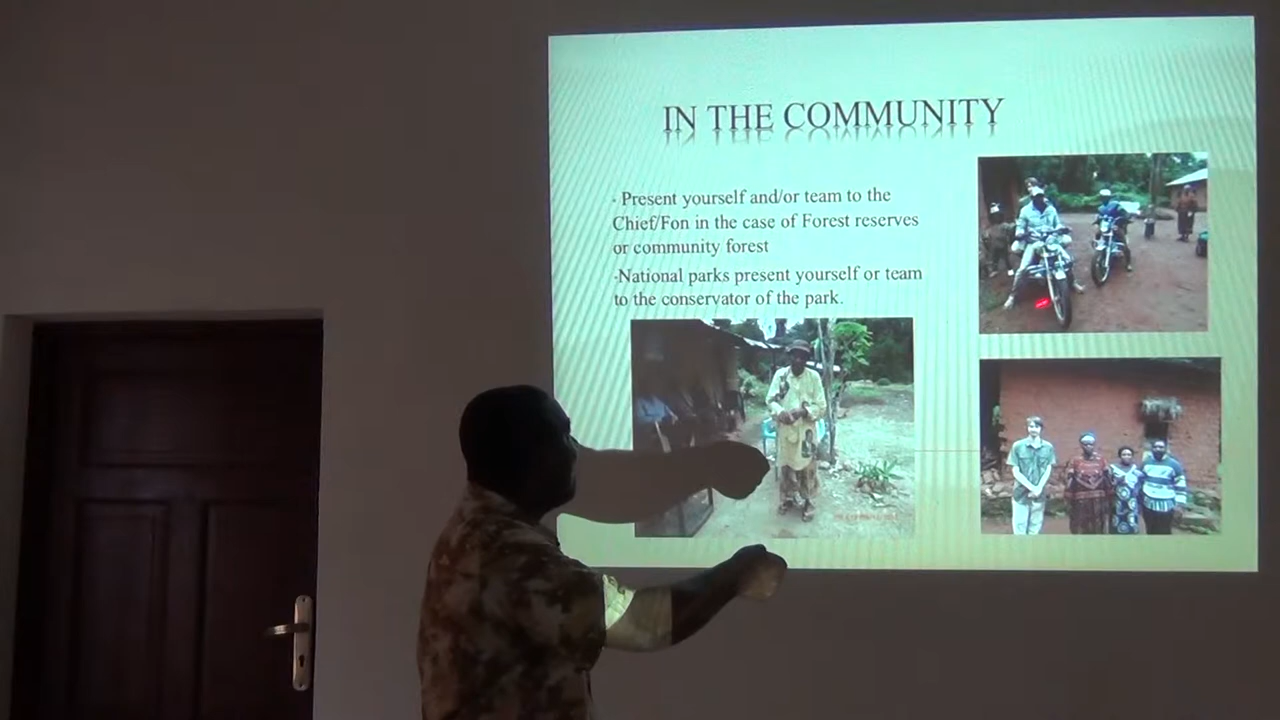 IN THE COMMUNITY
- Present yourself and/or team to the
Chief/Fon in the case of Forest reserves
or community forest
-National parks present yourself or team
to the conservator of the park.